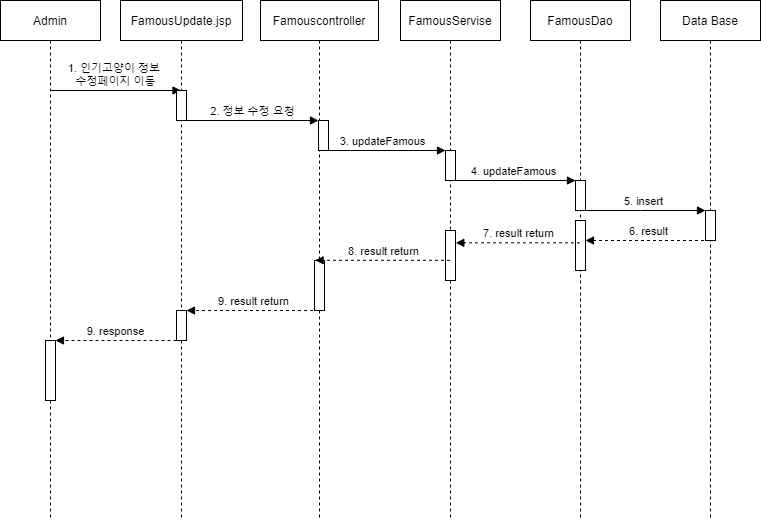 Admin
FamousUpdate.jsp
Famouscontroller
FamousServise
FamousDao
Data Base
1. 인기고양이 정보
수정페이지 이동
2. 정보 수정 요청
3. updateFamous
4. updateFamous
5. insert
6. result
7. result return
8. result return
9. result return
9. response